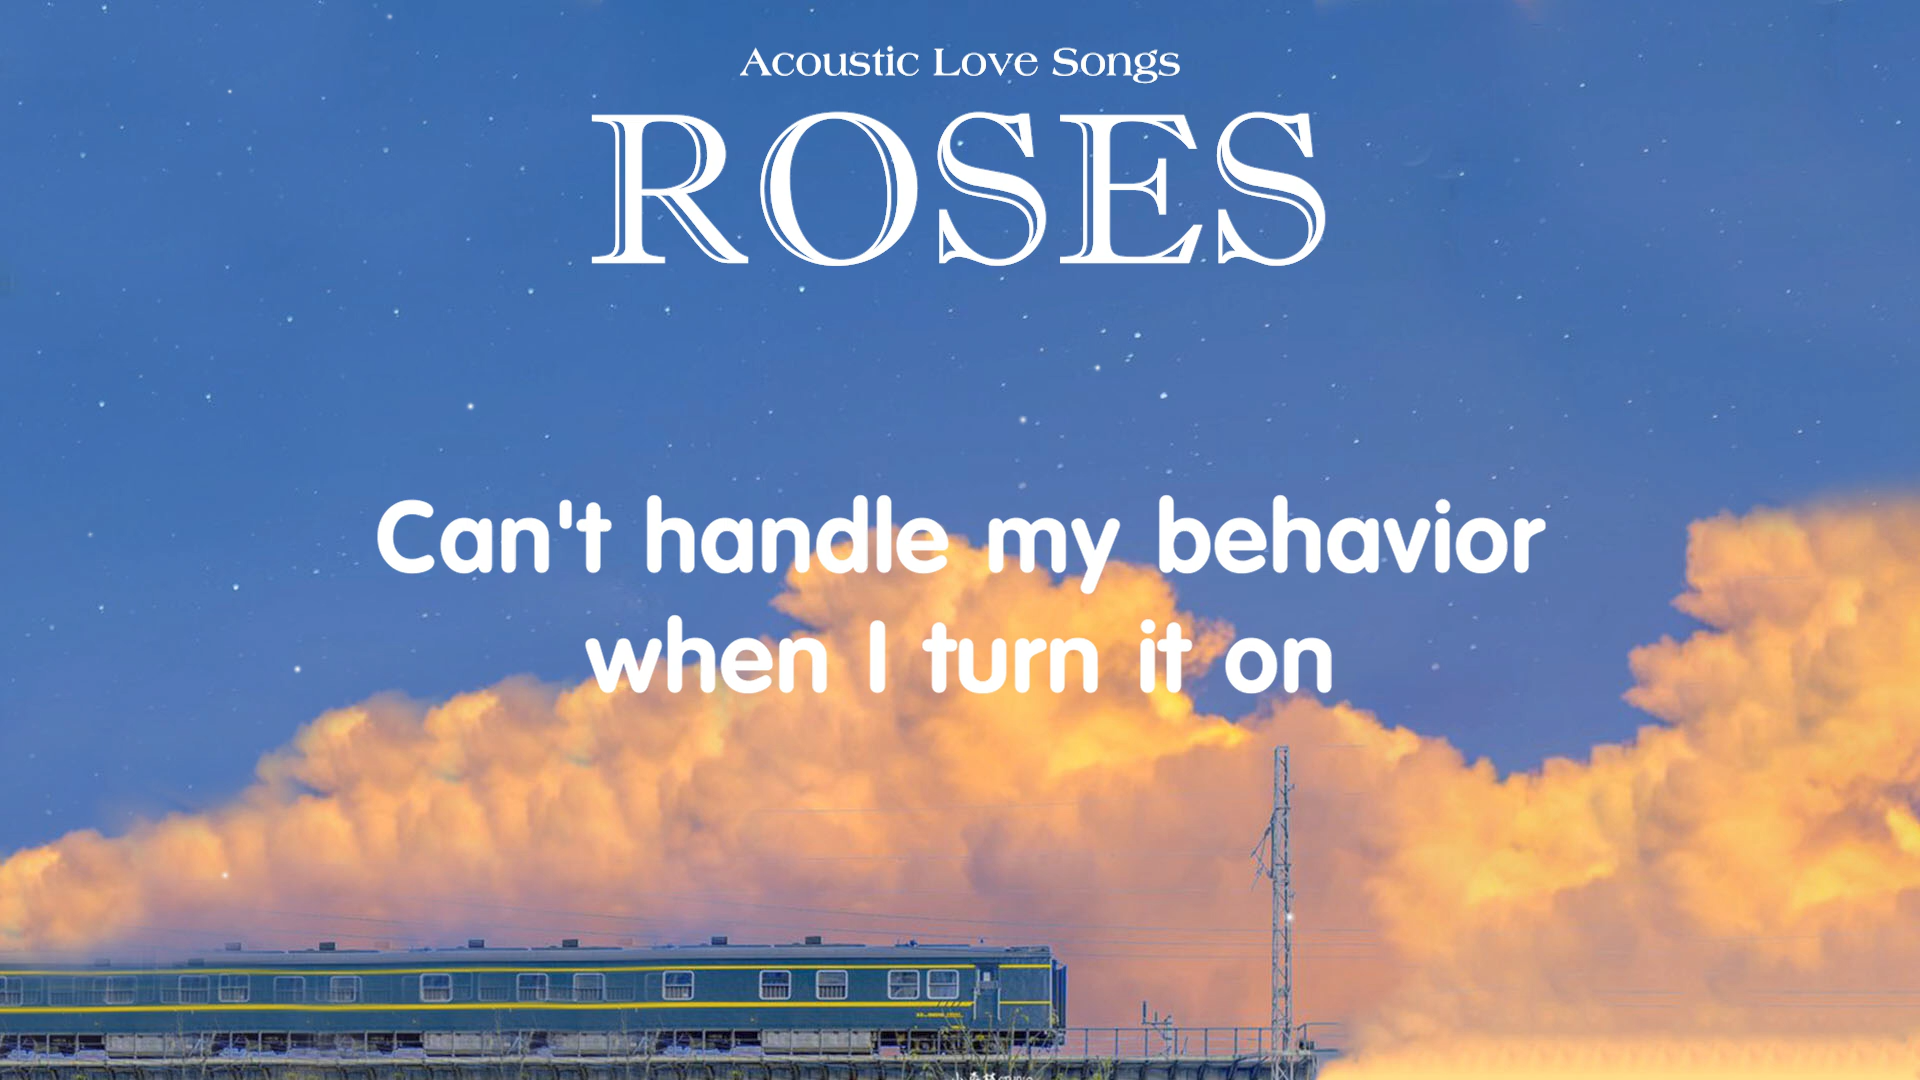 Acoustic Love Songs
ROSES
Can't handle my behavior
when I turn it on